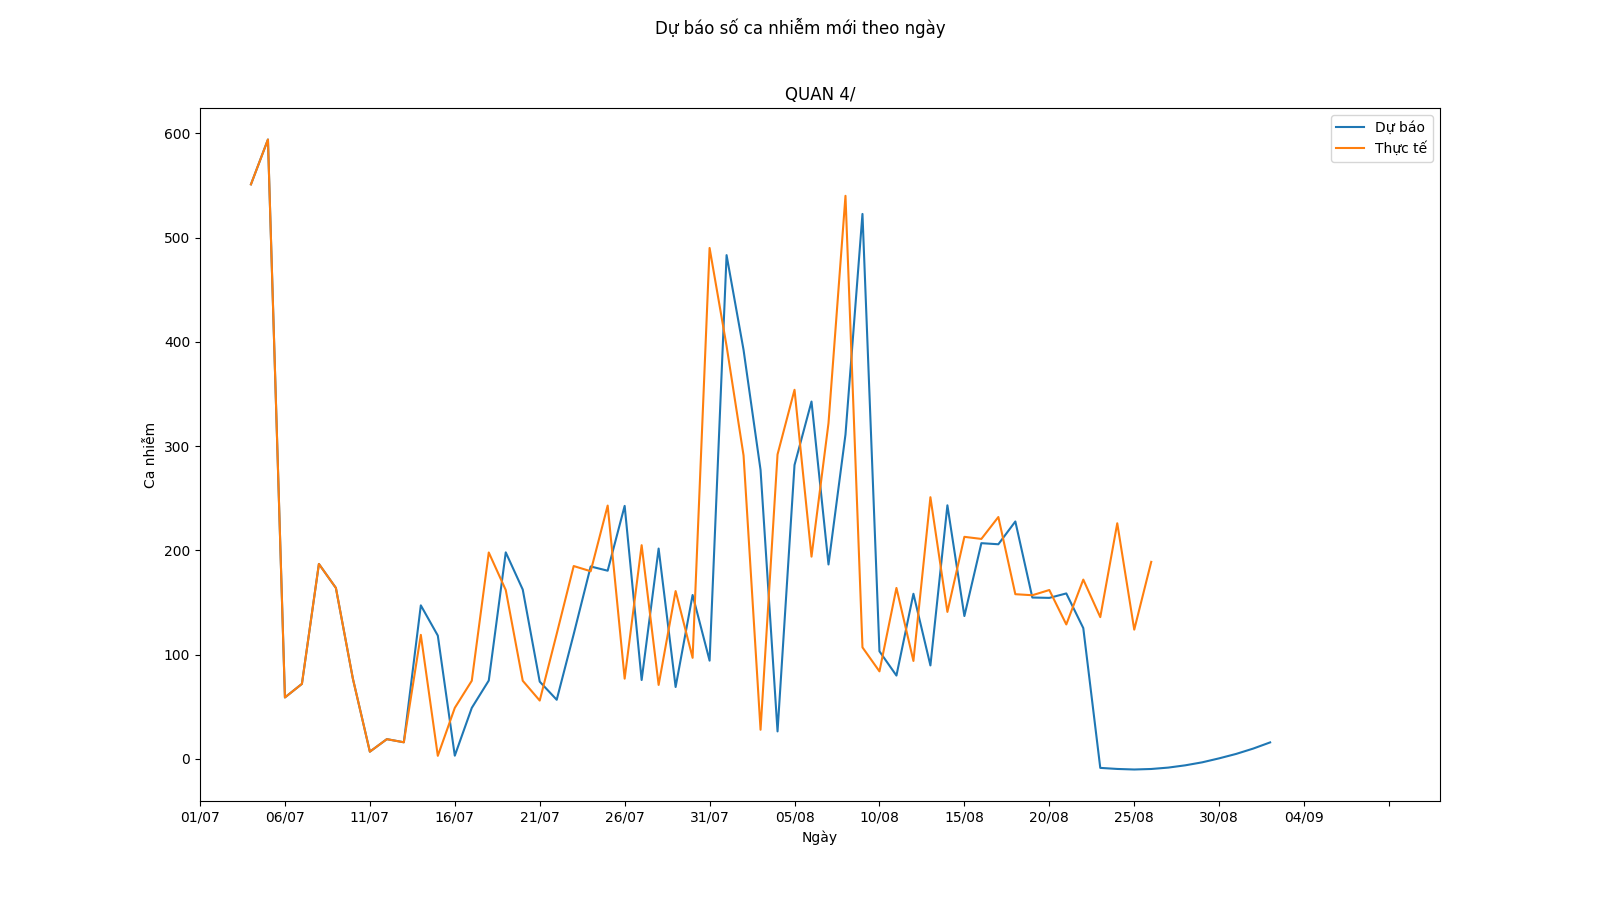 Dự báo số ca nhiễm mới theo ngày
QUAN 4/
Dự báo
Thực tế
600
500
400
300
200
100
0
Ca nhiễm
01/07 06/07 11/07 16/07 21/07 26/07 31/07 05/08 10/08 15/08 20/08 25/08 30/08 04/09
Ngày